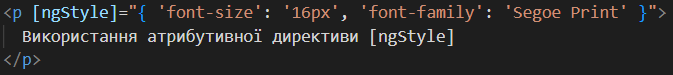 <p [ngStyle]="{ 'font-size': '16px', 'font-family': 'Segoe Print' }">
Використання атрибутивної директиви [ngStyle]
</p>